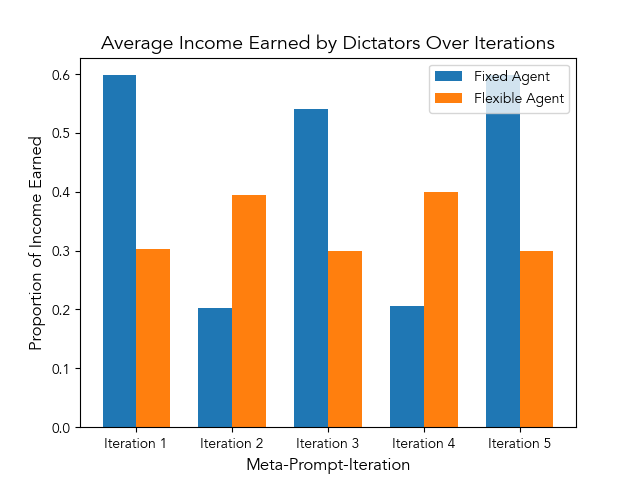 Average Income Earned by Dictators Over Iterations
Proportion of Income Earned
0.6
0.5
0.4
0.3
0.2
0.1
0.0
Fixed Agent
Flexible Agent
Iteration 1
Iteration 2
Iteration 3
Iteration 4
Iteration 5
Meta-Prompt-Iteration